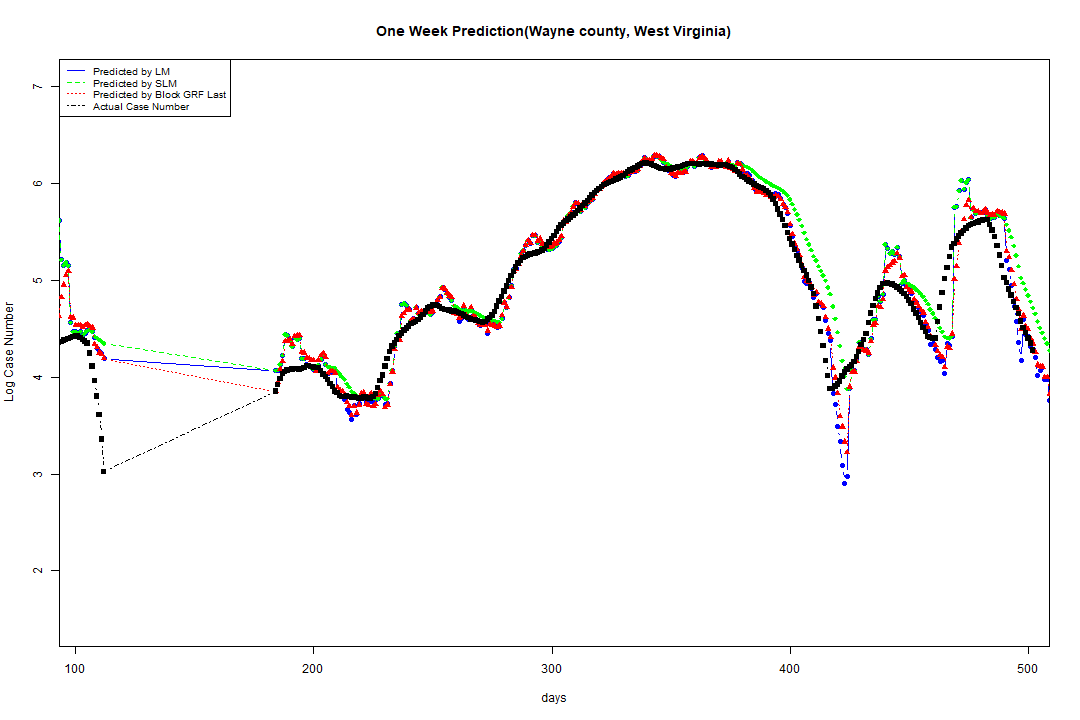 One Week Prediction(Wayne county, West Virginia)
Predicted by LM
Predicted by SLM
Predicted by Block GRF Last
Actual Case Number
7
6
5
4
3
2
Log Case Number
100 200 300 400 500
days